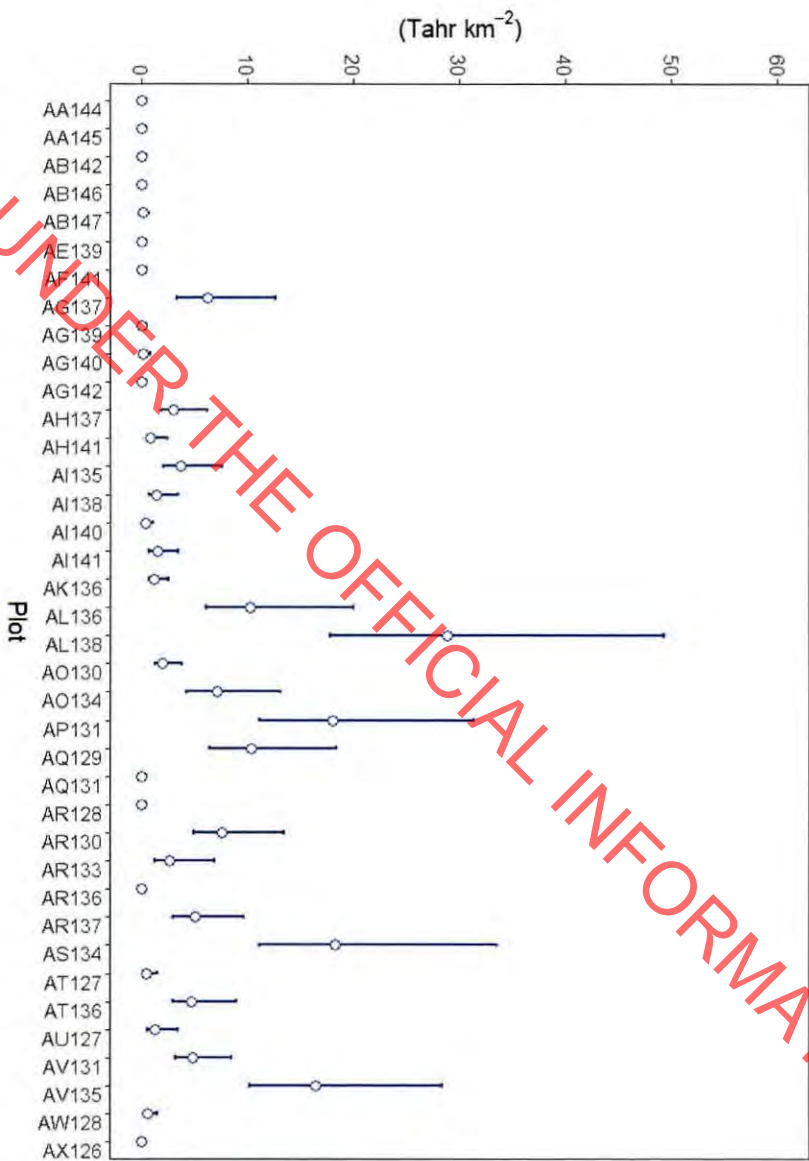 (Tahr km⁻²)
0
10
20
30
40
50
60
AA144
AA145
AB142
AB146
AB147
AE139
AF141
AG137
AG139
AG140
AG142
AH137
AH141
AI135
AI138
AI140
AI141
AK136
AL136
AL138
AO130
AO134
AP131
AQ129
AQ131
AR128
AR130
AR133
AR136
AR137
AS134
AT127
AT136
AU127
AV131
AV135
AW128
AX126
Plot
UNDER THE OFFICIAL INFORMAT